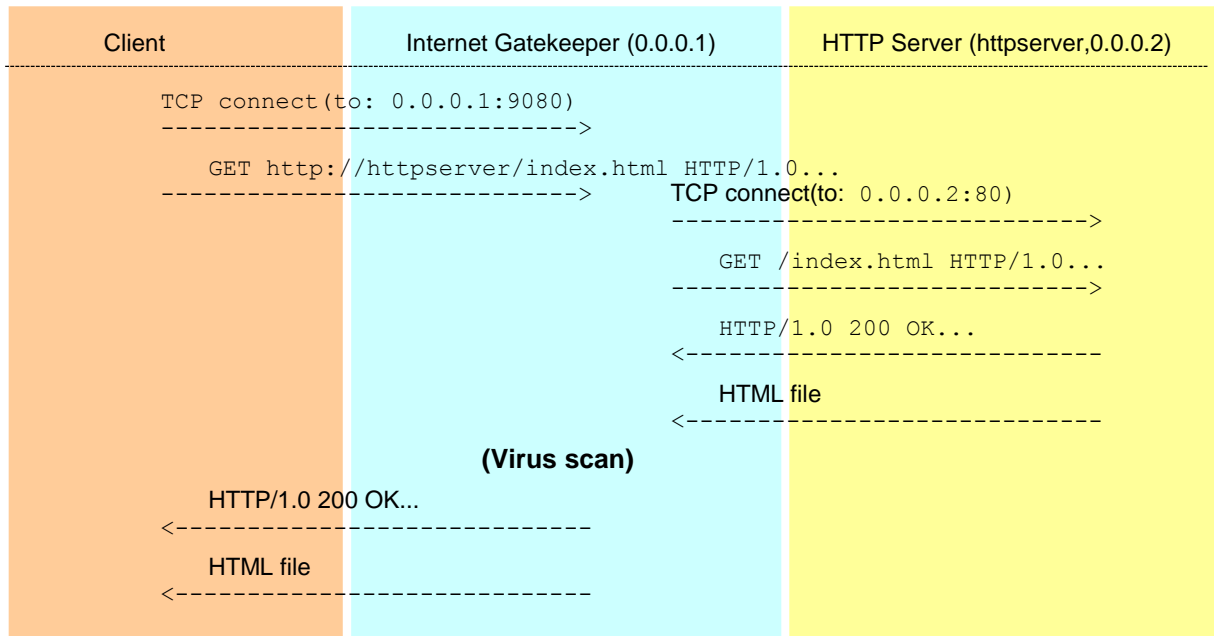 Client Internet Gatekeeper (0.0.0.1) HTTP Server (httpserver,0.0.0.2)
TCP connect(to: 0.0.0.1:9080)
----------------------------->
GET http://httpserver/index.html HTTP/1.0...
----------------------------->
TCP connect(to: 0.0.0.2:80)
----------------------------->
GET /index.html HTTP/1.0...
----------------------------->
HTTP/1.0 200 OK...
<-----------------------------
HTML file
<-----------------------------
(Virus scan)
HTTP/1.0 200 OK...
<-----------------------------
HTML file
<-----------------------------